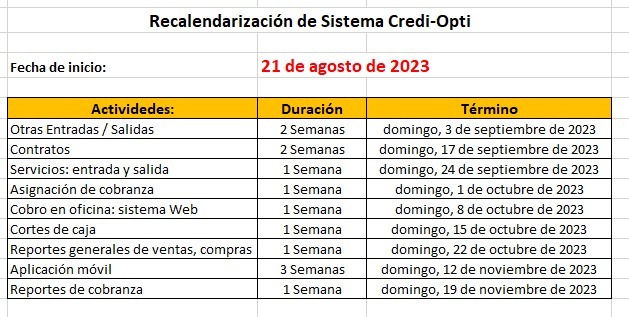 Recalendarización de Sistema Credi-Opti
Fecha de inicio: 21 de agosto de 2023
Actividedes: Duración Término
Otras Entradas / Salidas 2 Semanas domingo, 3 de septiembre de 2023
Contratos 2 Semanas domingo, 17 de septiembre de 2023
Servicios: entrada y salida 1 Semana domingo, 24 de septiembre de 2023
Asignación de cobranza 1 Semana domingo, 1 de octubre de 2023
Cobro en oficina: sistema Web 1 Semana domingo, 8 de octubre de 2023
Cortes de caja 1 Semana domingo, 15 de octubre de 2023
Reportes generales de ventas, compras 1 Semana domingo, 22 de octubre de 2023
Aplicación móvil 3 Semanas domingo, 12 de noviembre de 2023
Reportes de cobranza 1 Semana domingo, 19 de noviembre de 2023